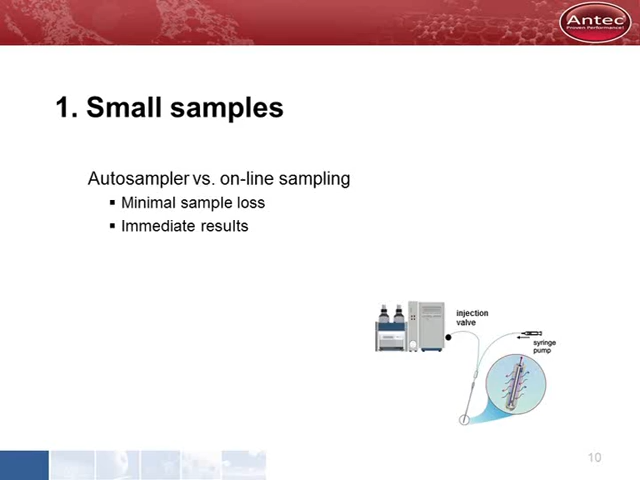 Antec
Proven Performance!
1. Small samples
Autosampler vs. on-line sampling
▪ Minimal sample loss
▪ Immediate results
injection
valve
syringe
pump
10